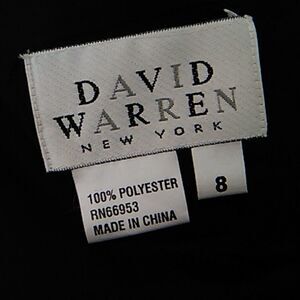 DAVID
WARREN
NEW YORK
100% POLYESTER
RN66953
MADE IN CHINA
8